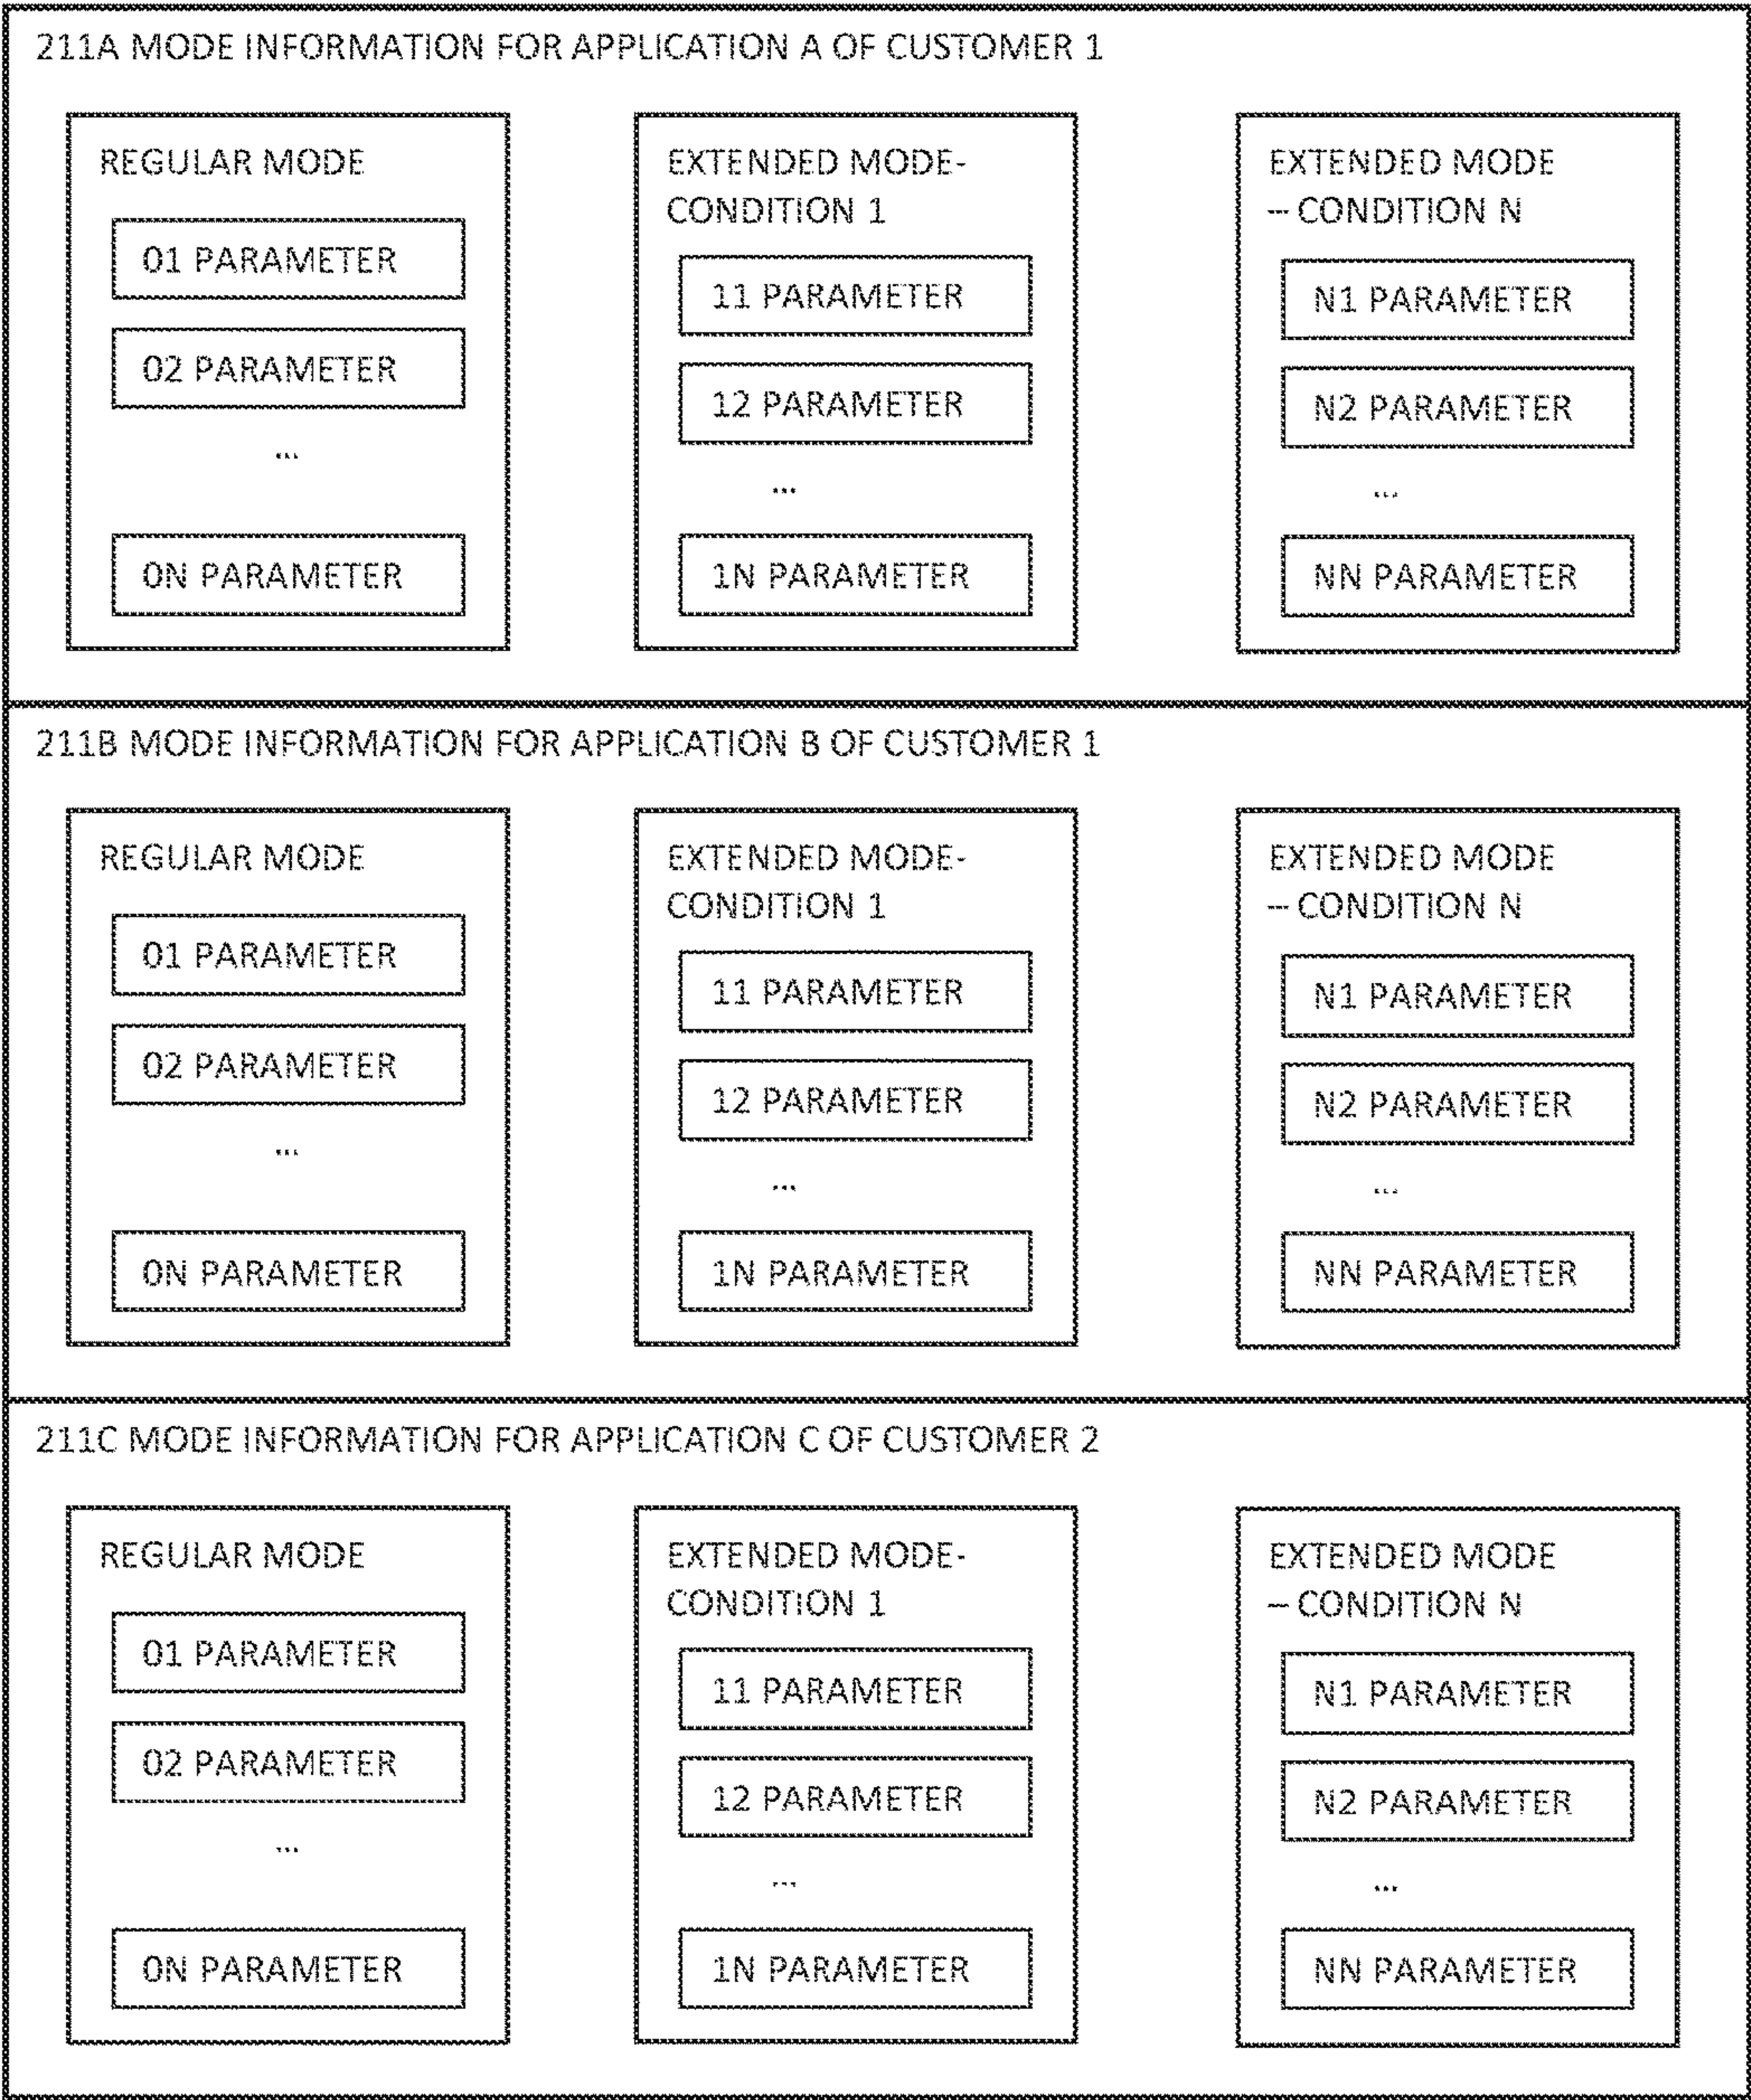 211A MODE INFORMATION FOR APPLICATION A OF CUSTOMER 1
REGULAR MODE
01 PARAMETER
02 PARAMETER
...
0N PARAMETER
EXTENDED MODE-
CONDITION 1
11 PARAMETER
12 PARAMETER
...
1N PARAMETER
EXTENDED MODE
-- CONDITION N
N1 PARAMETER
N2 PARAMETER
...
NN PARAMETER
211B MODE INFORMATION FOR APPLICATION B OF CUSTOMER 1
REGULAR MODE
01 PARAMETER
02 PARAMETER
...
0N PARAMETER
EXTENDED MODE-
CONDITION 1
11 PARAMETER
12 PARAMETER
...
1N PARAMETER
EXTENDED MODE
-- CONDITION N
N1 PARAMETER
N2 PARAMETER
...
NN PARAMETER
211C MODE INFORMATION FOR APPLICATION C OF CUSTOMER 2
REGULAR MODE
01 PARAMETER
02 PARAMETER
...
0N PARAMETER
EXTENDED MODE-
CONDITION 1
11 PARAMETER
12 PARAMETER
...
1N PARAMETER
EXTENDED MODE
– CONDITION N
N1 PARAMETER
N2 PARAMETER
...
NN PARAMETER